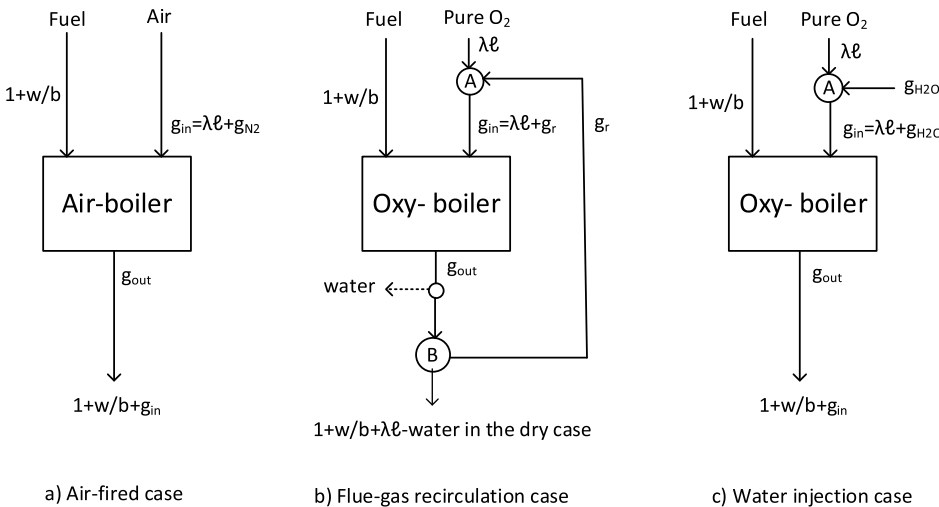 Fuel
Air
1+w/b
gin=λℓ+gN2
Air-boiler
gout
1+w/b+gin
a) Air-fired case
Fuel
Pure O2
λℓ
A
1+w/b
gin=λℓ+gr
gr
Oxy- boiler
gout
water
B
1+w/b+λℓ-water in the dry case
b) Flue-gas recirculation case
Fuel
Pure O2
λℓ
A
gH2O
1+w/b
gin=λℓ+gH2O
Oxy- boiler
gout
1+w/b+gin
c) Water injection case